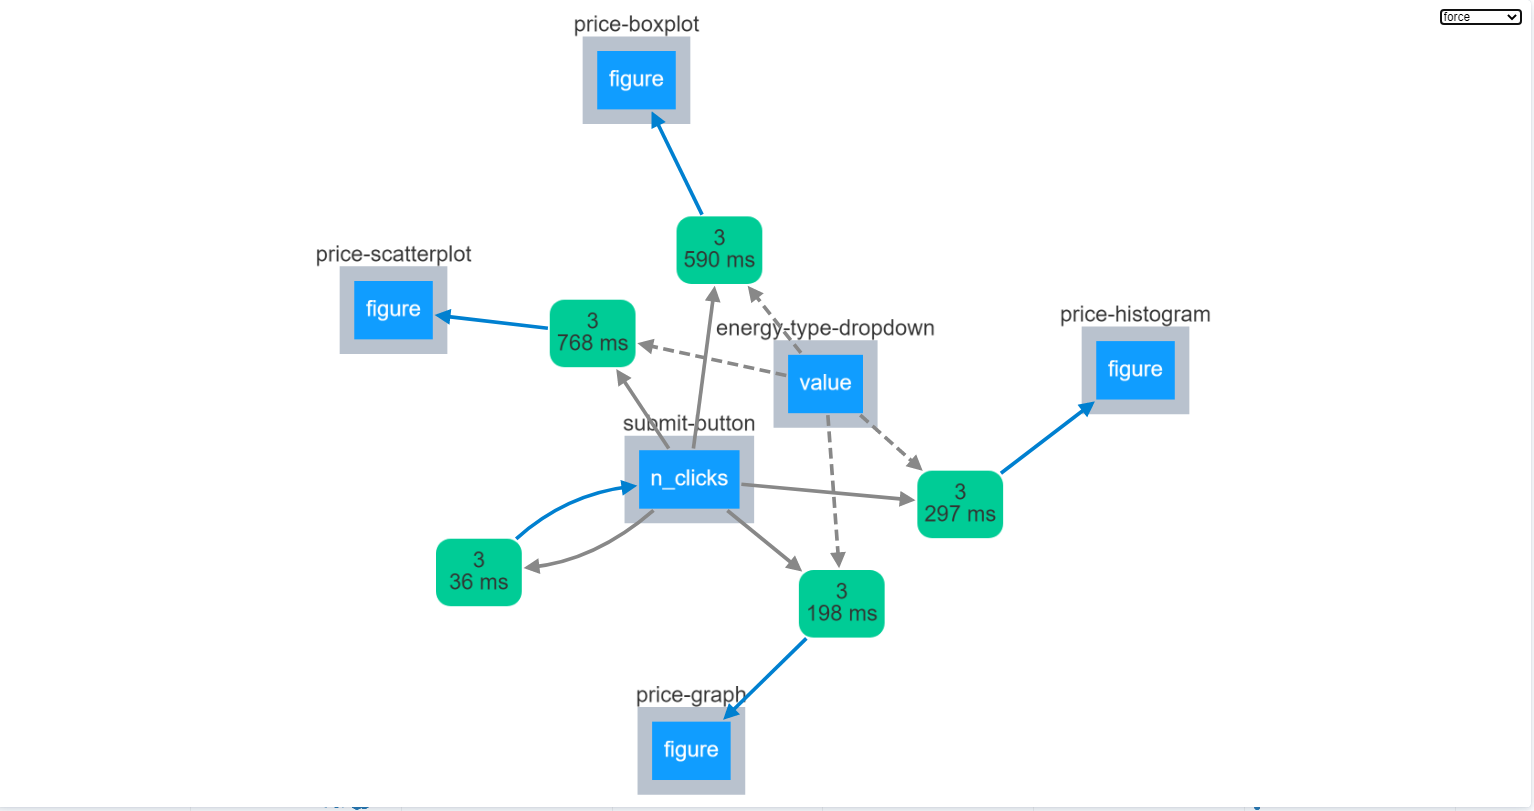 force
price-boxplot
figure
3
590 ms
price-scatterplot
figure
3
768 ms
energy-type-dropdown
value
price-histogram
figure
submit-button
n_clicks
3
297 ms
3
36 ms
3
198 ms
price-graph
figure